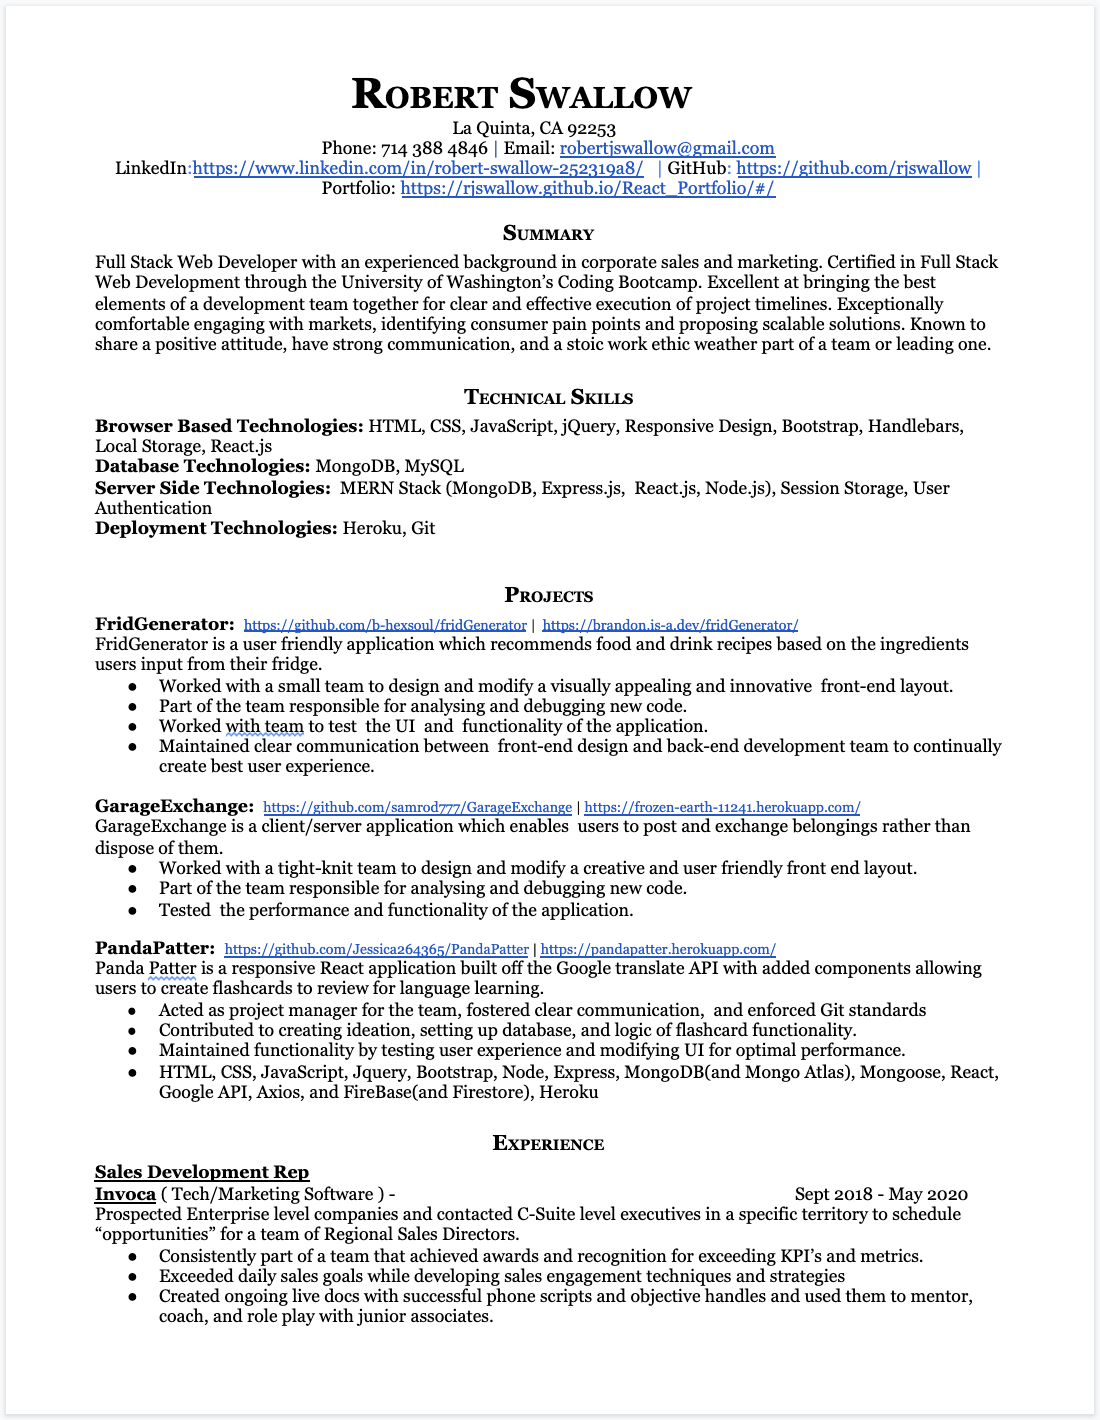 ROBERT SWALLOW
La Quinta, CA 92253
Phone: 714 388 4846 | Email: robertjswallow@gmail.com
LinkedIn:https://www.linkedin.com/in/robert-swallow-252319a8/ | GitHub: https://github.com/rjswallow |
Portfolio: https://rjswallow.github.io/React_Portfolio/#/
SUMMARY
Full Stack Web Developer with an experienced background in corporate sales and marketing. Certified in Full Stack
Web Development through the University of Washington's Coding Bootcamp. Excellent at bringing the best
elements of a development team together for clear and effective execution of project timelines. Exceptionally
comfortable engaging with markets, identifying consumer pain points and proposing scalable solutions. Known to
share a positive attitude, have strong communication, and a stoic work ethic weather part of a team or leading one.
TECHNICAL SKILLS
Browser Based Technologies: HTML, CSS, JavaScript, jQuery, Responsive Design, Bootstrap, Handlebars,
Local Storage, React.js
Database Technologies: MongoDB, MySQL
Server Side Technologies: MERN Stack (MongoDB, Express.js, React.js, Node.js), Session Storage, User
Authentication
Deployment Technologies: Heroku, Git
PROJECTS
FridGenerator: https://github.com/b-hexsoul/fridGenerator | https://brandon.is-a.dev/fridGenerator/
FridGenerator is a user friendly application which recommends food and drink recipes based on the ingredients
users input from their fridge.
● Worked with a small team to design and modify a visually appealing and innovative front-end layout.
● Part of the team responsible for analysing and debugging new code.
● Worked with team to test the UI and functionality of the application.
● Maintained clear communication between front-end design and back-end development team to continually
create best user experience.
GarageExchange: https://github.com/samrod777/GarageExchange | https://frozen-earth-11241.herokuapp.com/
GarageExchange is a client/server application which enables users to post and exchange belongings rather than
dispose of them.
● Worked with a tight-knit team to design and modify a creative and user friendly front end layout.
● Part of the team responsible for analysing and debugging new code.
● Tested the performance and functionality of the application.
PandaPatter: https://github.com/Jessica264365/PandaPatter | https://pandapatter.herokuapp.com/
Panda Patter is a responsive React application built off the Google translate API with added components allowing
users to create flashcards to review for language learning.
● Acted as project manager for the team, fostered clear communication, and enforced Git standards
● Contributed to creating ideation, setting up database, and logic of flashcard functionality.
● Maintained functionality by testing user experience and modifying UI for optimal performance.
● HTML, CSS, JavaScript, Jquery, Bootstrap, Node, Express, MongoDB(and Mongo Atlas), Mongoose, React,
Google API, Axios, and FireBase(and Firestore), Heroku
EXPERIENCE
Sales Development Rep
Invoca ( Tech/Marketing Software ) - Sept 2018 - May 2020
Prospected Enterprise level companies and contacted C-Suite level executives in a specific territory to schedule
“opportunities” for a team of Regional Sales Directors.
● Consistently part of a team that achieved awards and recognition for exceeding KPI's and metrics.
● Exceeded daily sales goals while developing sales engagement techniques and strategies
● Created ongoing live docs with successful phone scripts and objective handles and used them to mentor,
coach, and role play with junior associates.